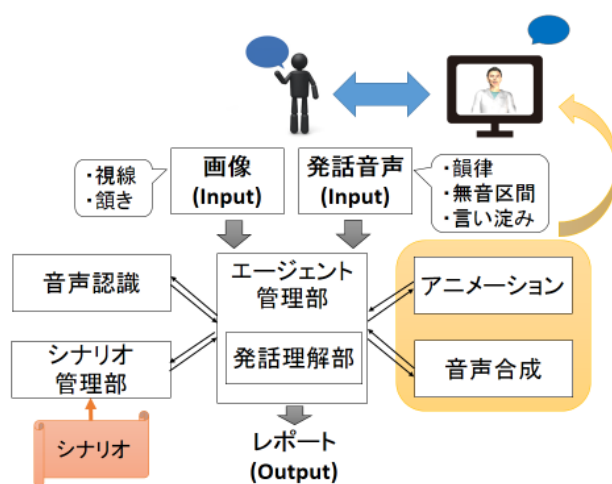 画像
(Input)
発話音声
(Input)
・視線
・頷き
・韻律
・無音区間
・言い淀み
音声認識
エージェント
管理部
アニメーション
シナリオ
管理部
発話理解部
音声合成
シナリオ
レポート
(Output)